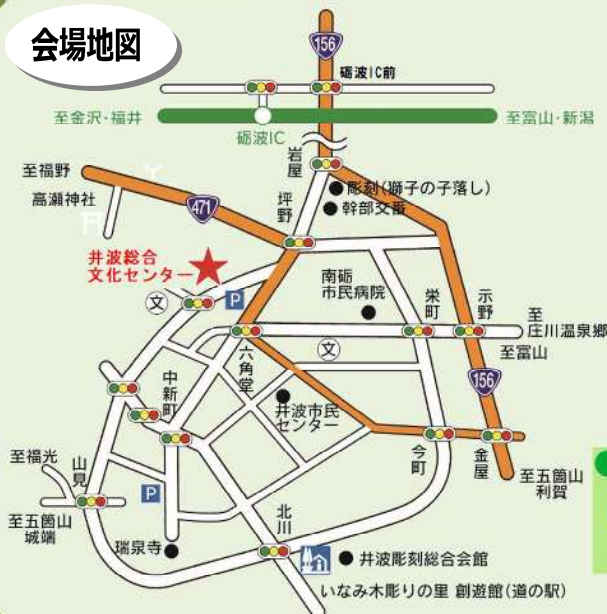 会場地図
156
砺波IC前
至金沢・福井
至富山・新潟
砺波IC
岩屋
至福野
彫刻(獅子の子落し)
高瀬神社
坪野
幹部交番
471
井波総合
文化センター
文
P
南砺
市民病院
栄町
示野
至
庄川温泉郷
至富山
六角堂
文
156
中新町
井波市民
センター
今町
金屋
至福光
山見
至五箇山
利賀
P
至五箇山
城端
北川
瑞泉寺
井波彫刻総合会館
いなみ木彫りの里 創遊館(道の駅)